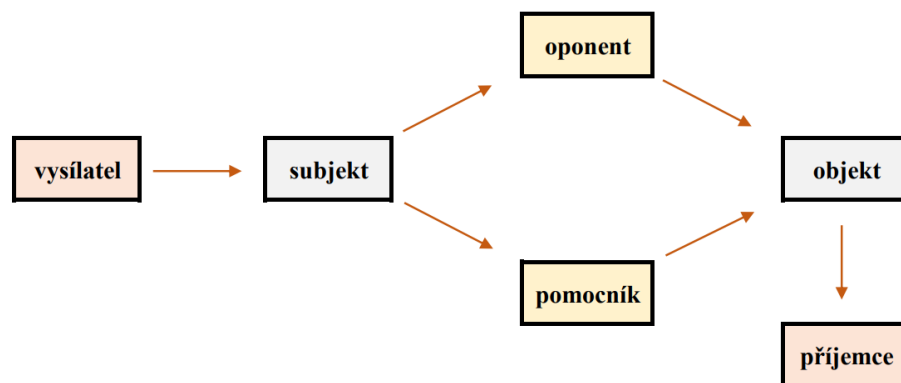 oponent
vysílatel
subjekt
objekt
pomocník
příjemce